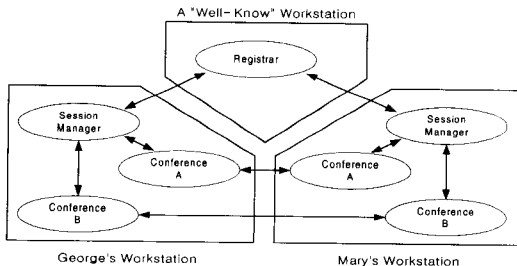 A "Well-Know" Workstation
Registrar
Session
Manager
Session
Manager
Conference
A
Conference
A
Conference
B
Conference
B
George's Workstation
Mary's Workstation